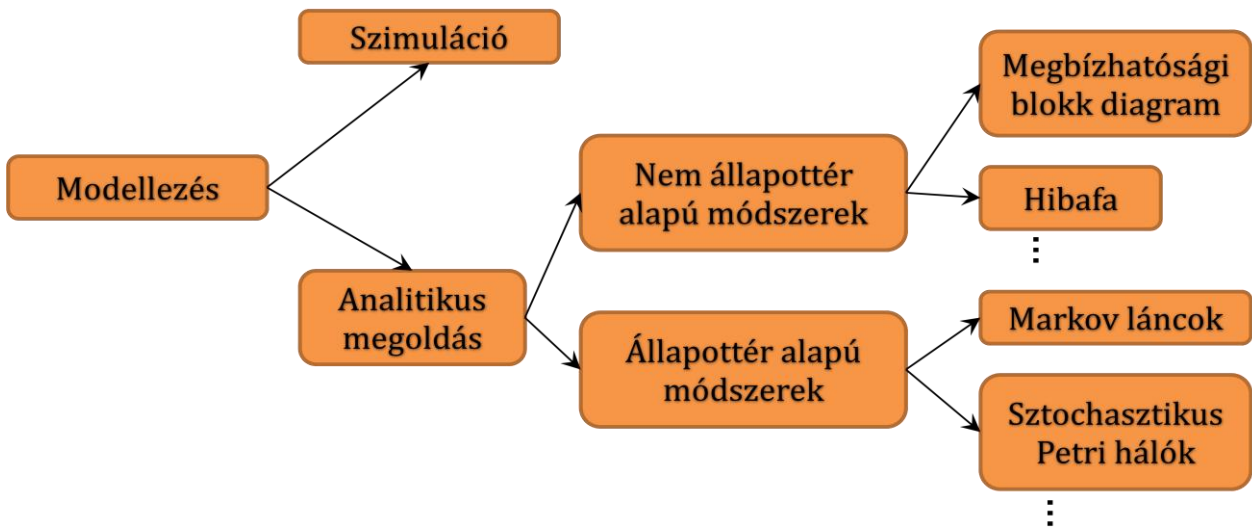 Szimuláció
Modellezés
Analitikus
megoldás
Nem állapottér
alapú módszerek
Állapottér alapú
módszerek
Megbízhatósági
blokk diagram
Hibafa
⋮
Markov láncok
Sztochasztikus
Petri hálók
⋮